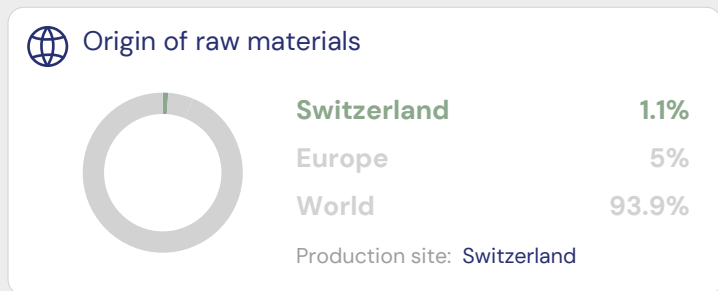 Origin of raw materials
Switzerland 1.1%
Europe 5%
World 93.9%
Production site: Switzerland